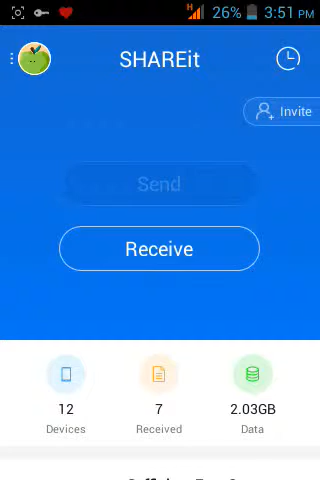 H
26%
3:51 PM
SHAREit
Invite
Send
Receive
12
7
2.03GB
Devices
Received
Data